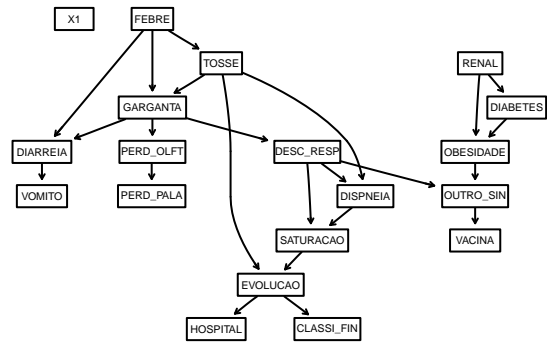 X1
FEBRE
TOSSE
RENAL
GARGANTA
DIABETES
DIARREIA
PERD_OLFT
DESC_RESP
OBESIDADE
VOMITO
PERD_PALA
DISPNEIA
OUTRO_SIN
SATURACAO
VACINA
EVOLUCAO
HOSPITAL
CLASSI_FIN